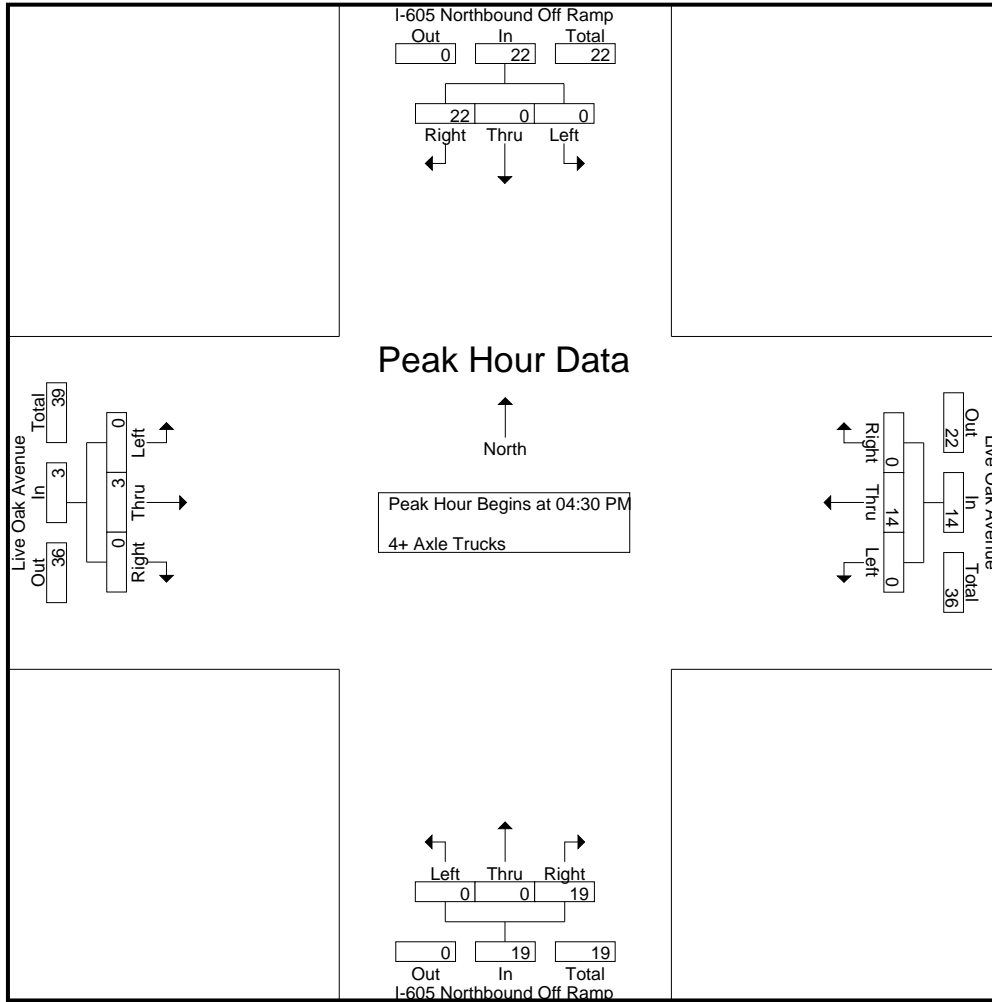 I-605 Northbound Off Ramp
Out In Total
0 22 22
22 0 0
Right Thru Left
Peak Hour Data
North
Peak Hour Begins at 04:30 PM
4+ Axle Trucks
Live Oak Avenue
Out In Total
36 3 39
0 3 0
Right Thru Left
Live Oak Avenue
Out In Total
22 14 36
0 14 0
Right Thru Left
Left Thru Right
0 0 19
0 19 19
Out In Total
I-605 Northbound Off Ramp